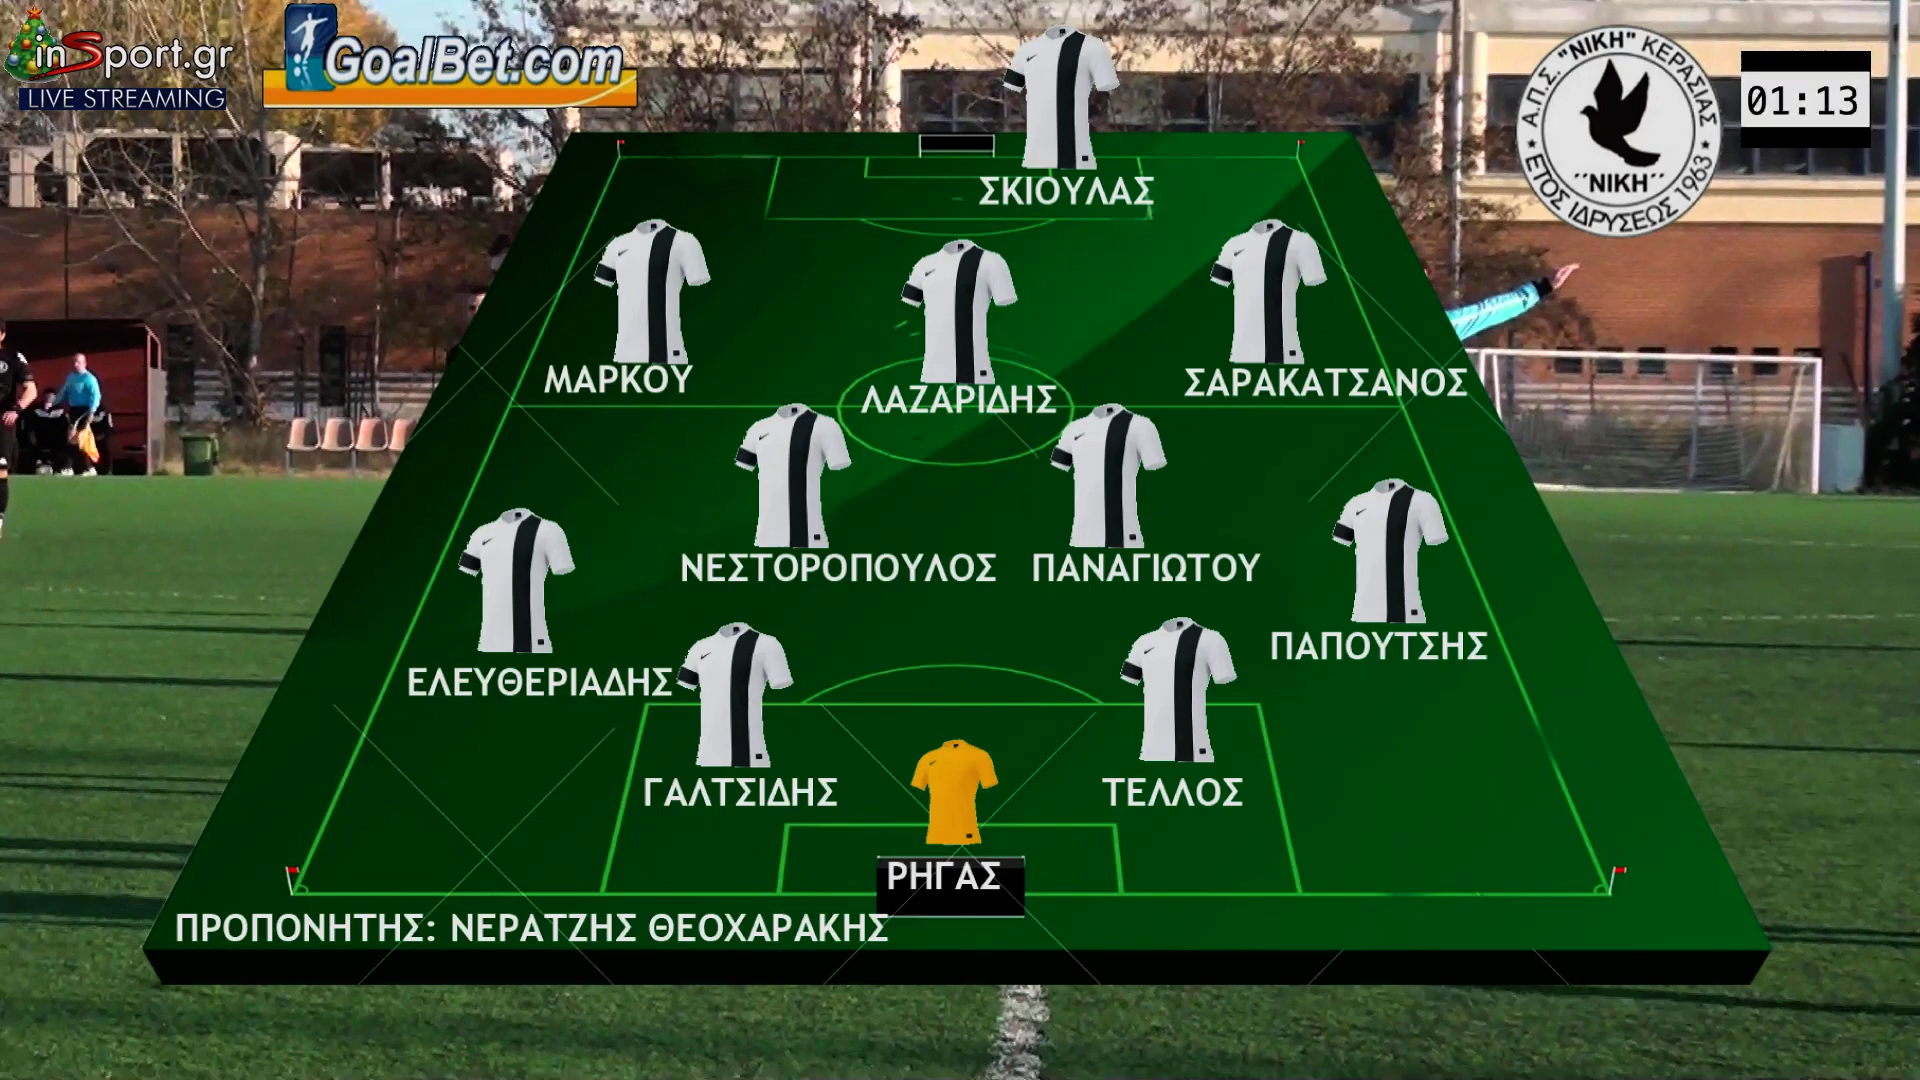 inSport.gr
LIVE STREAMING
GoalBet.com
Α.Π.Σ. "ΝΙΚΗ" ΚΕΡΑΣΙΑΣ
΄΄ΝΙΚΗ΄΄
★ ΕΤΟΣ ΙΔΡΥΣΕΩΣ 1963 ★
01:13
ΣΚΙΟΥΛΑΣ
ΜΑΡΚΟΥ
ΛΑΖΑΡΙΔΗΣ
ΣΑΡΑΚΑΤΣΑΝΟΣ
ΝΕΣΤΟΡΟΠΟΥΛΟΣ
ΠΑΝΑΓΙΩΤΟΥ
ΕΛΕΥΘΕΡΙΑΔΗΣ
ΠΑΠΟΥΤΣΗΣ
ΓΑΛΤΣΙΔΗΣ
ΤΕΛΛΟΣ
ΡΗΓΑΣ
ΠΡΟΠΟΝΗΤΗΣ: ΝΕΡΑΤΖΗΣ ΘΕΟΧΑΡΑΚΗΣ